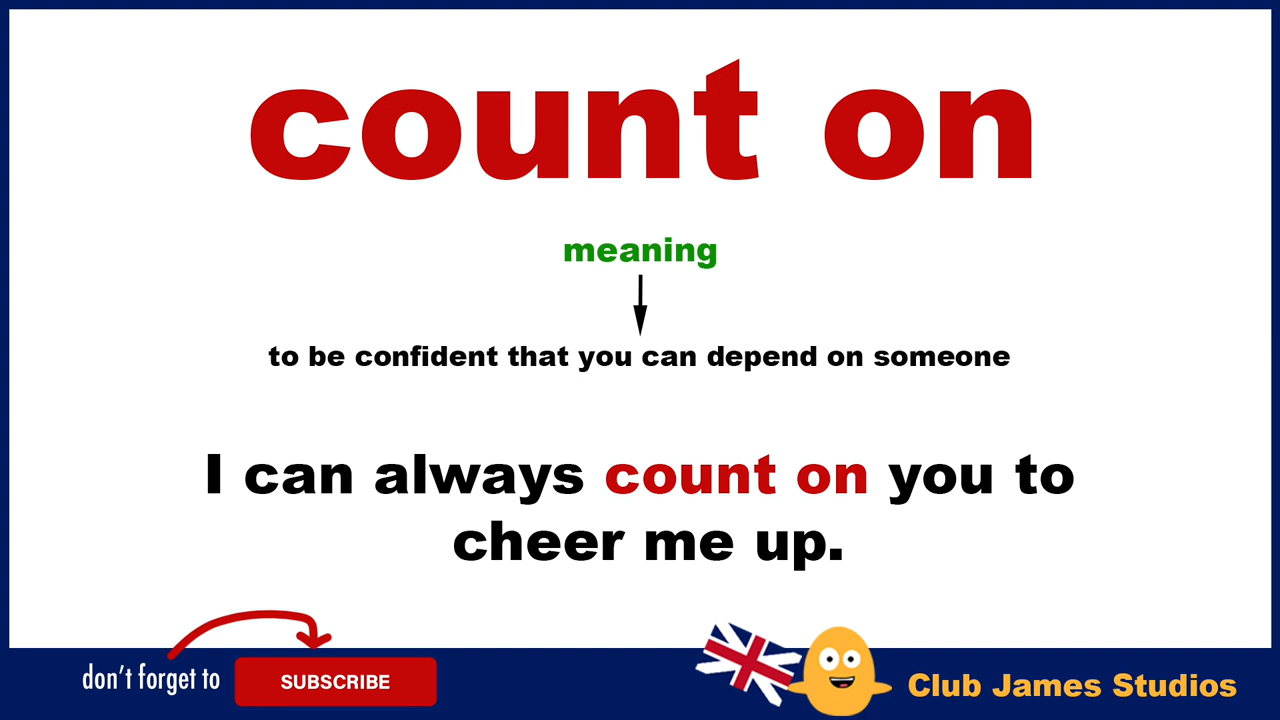 count on
meaning
to be confident that you can depend on someone
I can always count on you to
cheer me up.
don't forget to
SUBSCRIBE
Club James Studios